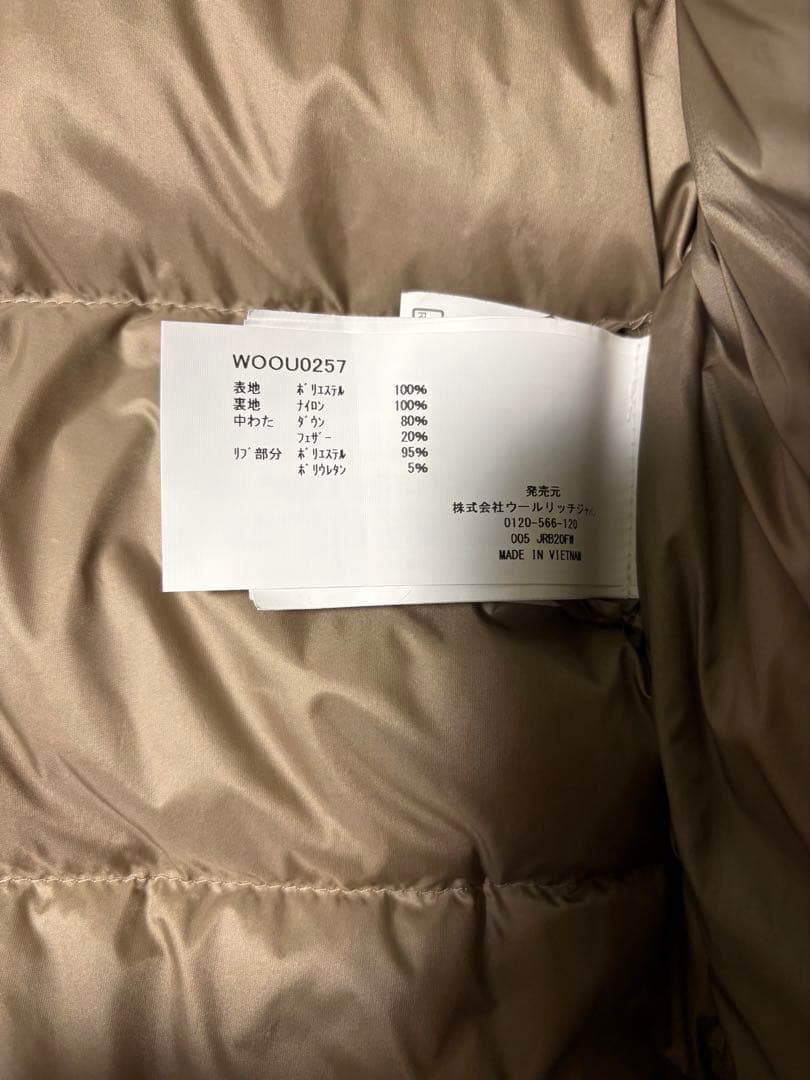 WOOU0257
表地 ﾎﾟﾘｴｽﾃﾙ 100%
裏地 ﾅｲﾛﾝ 100%
中わた ﾀﾞｳﾝ 80%
ﾌｪｻﾞｰ 20%
ﾘﾌﾞ部分 ﾎﾟﾘｴｽﾃﾙ 95%
ﾎﾟﾘｳﾚﾀﾝ 5%
発売元
株式会社ウールリッチジャパン
0120-566-120
005 JRB20FW
MADE IN VIETNAM